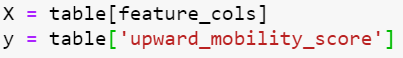 X = table[feature_cols]
y = table['upward_mobility_score']